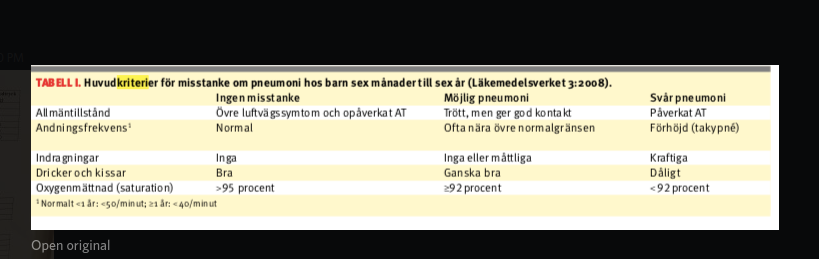 TABELL I. Huvudkriterier för misstanke om pneumoni hos barn sex månader till sex år (Läkemedelsverket 3:2008).
Ingen misstanke Möjlig pneumoni Svår pneumoni
Allmäntillstånd Övre luftvägssymtom och opåverkat AT Trött, men ger god kontakt Påverkat AT
Andningsfrekvens¹ Normal Ofta nära övre normalgränsen Förhöjd (takypné)
Indragningar Inga Inga eller måttliga Kraftiga
Dricker och kissar Bra Ganska bra Dåligt
Oxygenmättnad (saturation) >95 procent ≥92 procent <92 procent
¹ Normalt <1 år: <50/minut; ≥1 år: <40/minut
Open original